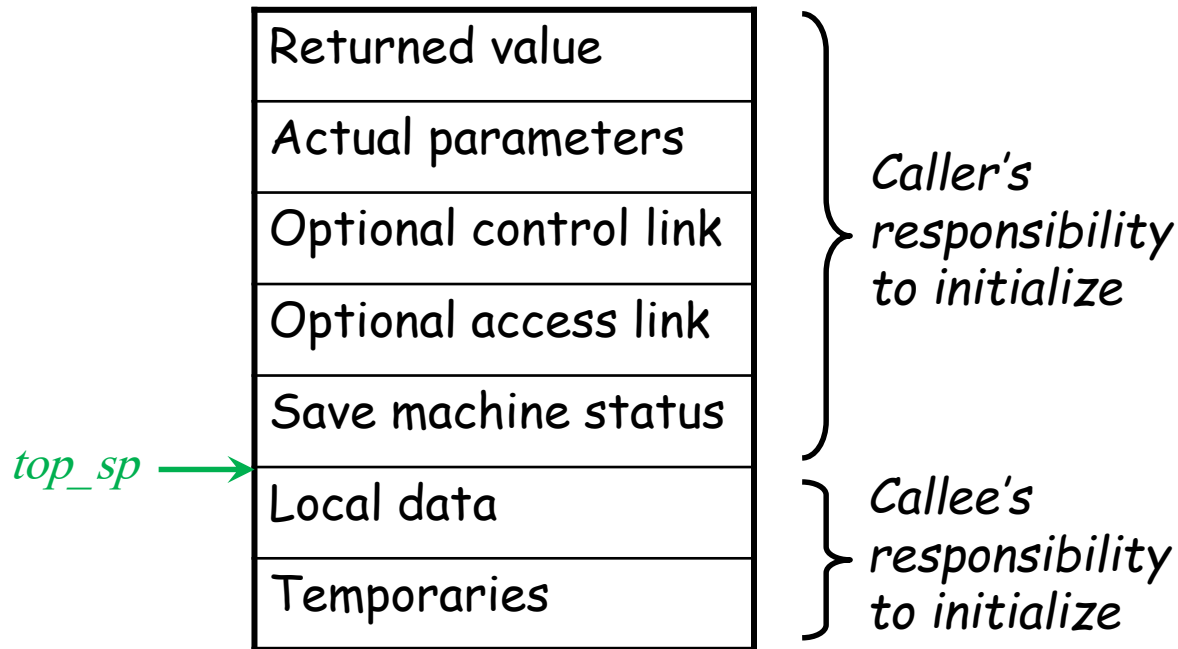 Returned value
Actual parameters
Optional control link
Optional access link
Save machine status
Local data
Temporaries
top_sp
Caller's
responsibility
to initialize
Callee's
responsibility
to initialize